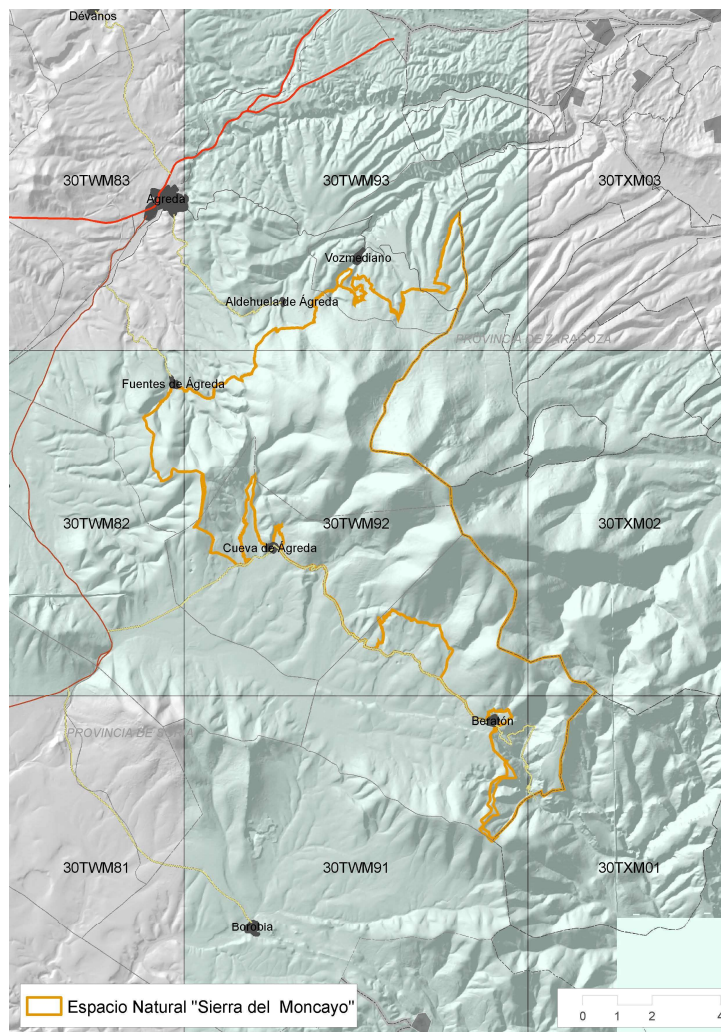 Dévanos
30TWM83
30TWM93
30TXM03
Ágreda
Vozmediano
Aldehuela de Ágreda
PROVINCIA DE ZARAGOZA
Fuentes de Ágreda
30TWM82
30TWM92
30TXM02
Cueva de Ágreda
Beratón
PROVINCIA DE SORIA
30TWM81
30TWM91
30TXM01
Borobia
Espacio Natural "Sierra del Moncayo"
0 1 2 4